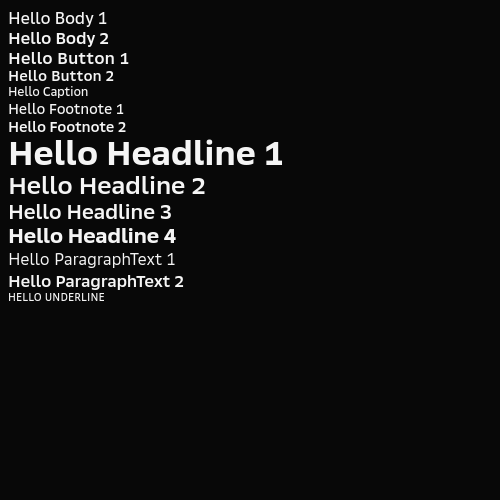 Hello Body 1
Hello Body 2
Hello Button 1
Hello Button 2
Hello Caption
Hello Footnote 1
Hello Footnote 2
Hello Headline 1
Hello Headline 2
Hello Headline 3
Hello Headline 4
Hello ParagraphText 1
Hello ParagraphText 2
HELLO UNDERLINE